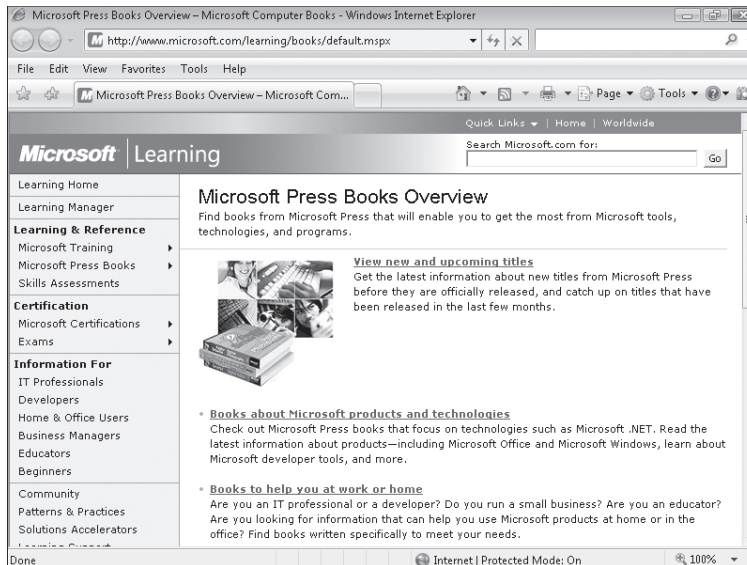 Microsoft Press Books Overview – Microsoft Computer Books - Windows Internet Explorer
http://www.microsoft.com/learning/books/default.mspx
File Edit View Favorites Tools Help
Microsoft Press Books Overview – Microsoft Com...
Page
Tools
Quick Links | Home | Worldwide
Microsoft Learning
Search Microsoft.com for:
Go
Learning Home
Learning Manager
Learning & Reference
Microsoft Training
Microsoft Press Books
Skills Assessments
Certification
Microsoft Certifications
Exams
Information For
IT Professionals
Developers
Home & Office Users
Business Managers
Educators
Beginners
Community
Patterns & Practices
Solutions Accelerators
Microsoft Press Books Overview
Find books from Microsoft Press that will enable you to get the most from Microsoft tools,
technologies, and programs.
View new and upcoming titles
Get the latest information about new titles from Microsoft Press
before they are officially released, and catch up on titles that have
been released in the last few months.
• Books about Microsoft products and technologies
Check out Microsoft Press books that focus on technologies such as Microsoft .NET. Read the
latest information about products—including Microsoft Office and Microsoft Windows, learn about
Microsoft developer tools, and more.
• Books to help you at work or home
Are you an IT professional or a developer? Do you run a small business? Are you an educator?
Are you looking for information that can help you use Microsoft products at home or in the
office? Find books written specifically to meet your needs.
Done
Internet | Protected Mode: On
100%